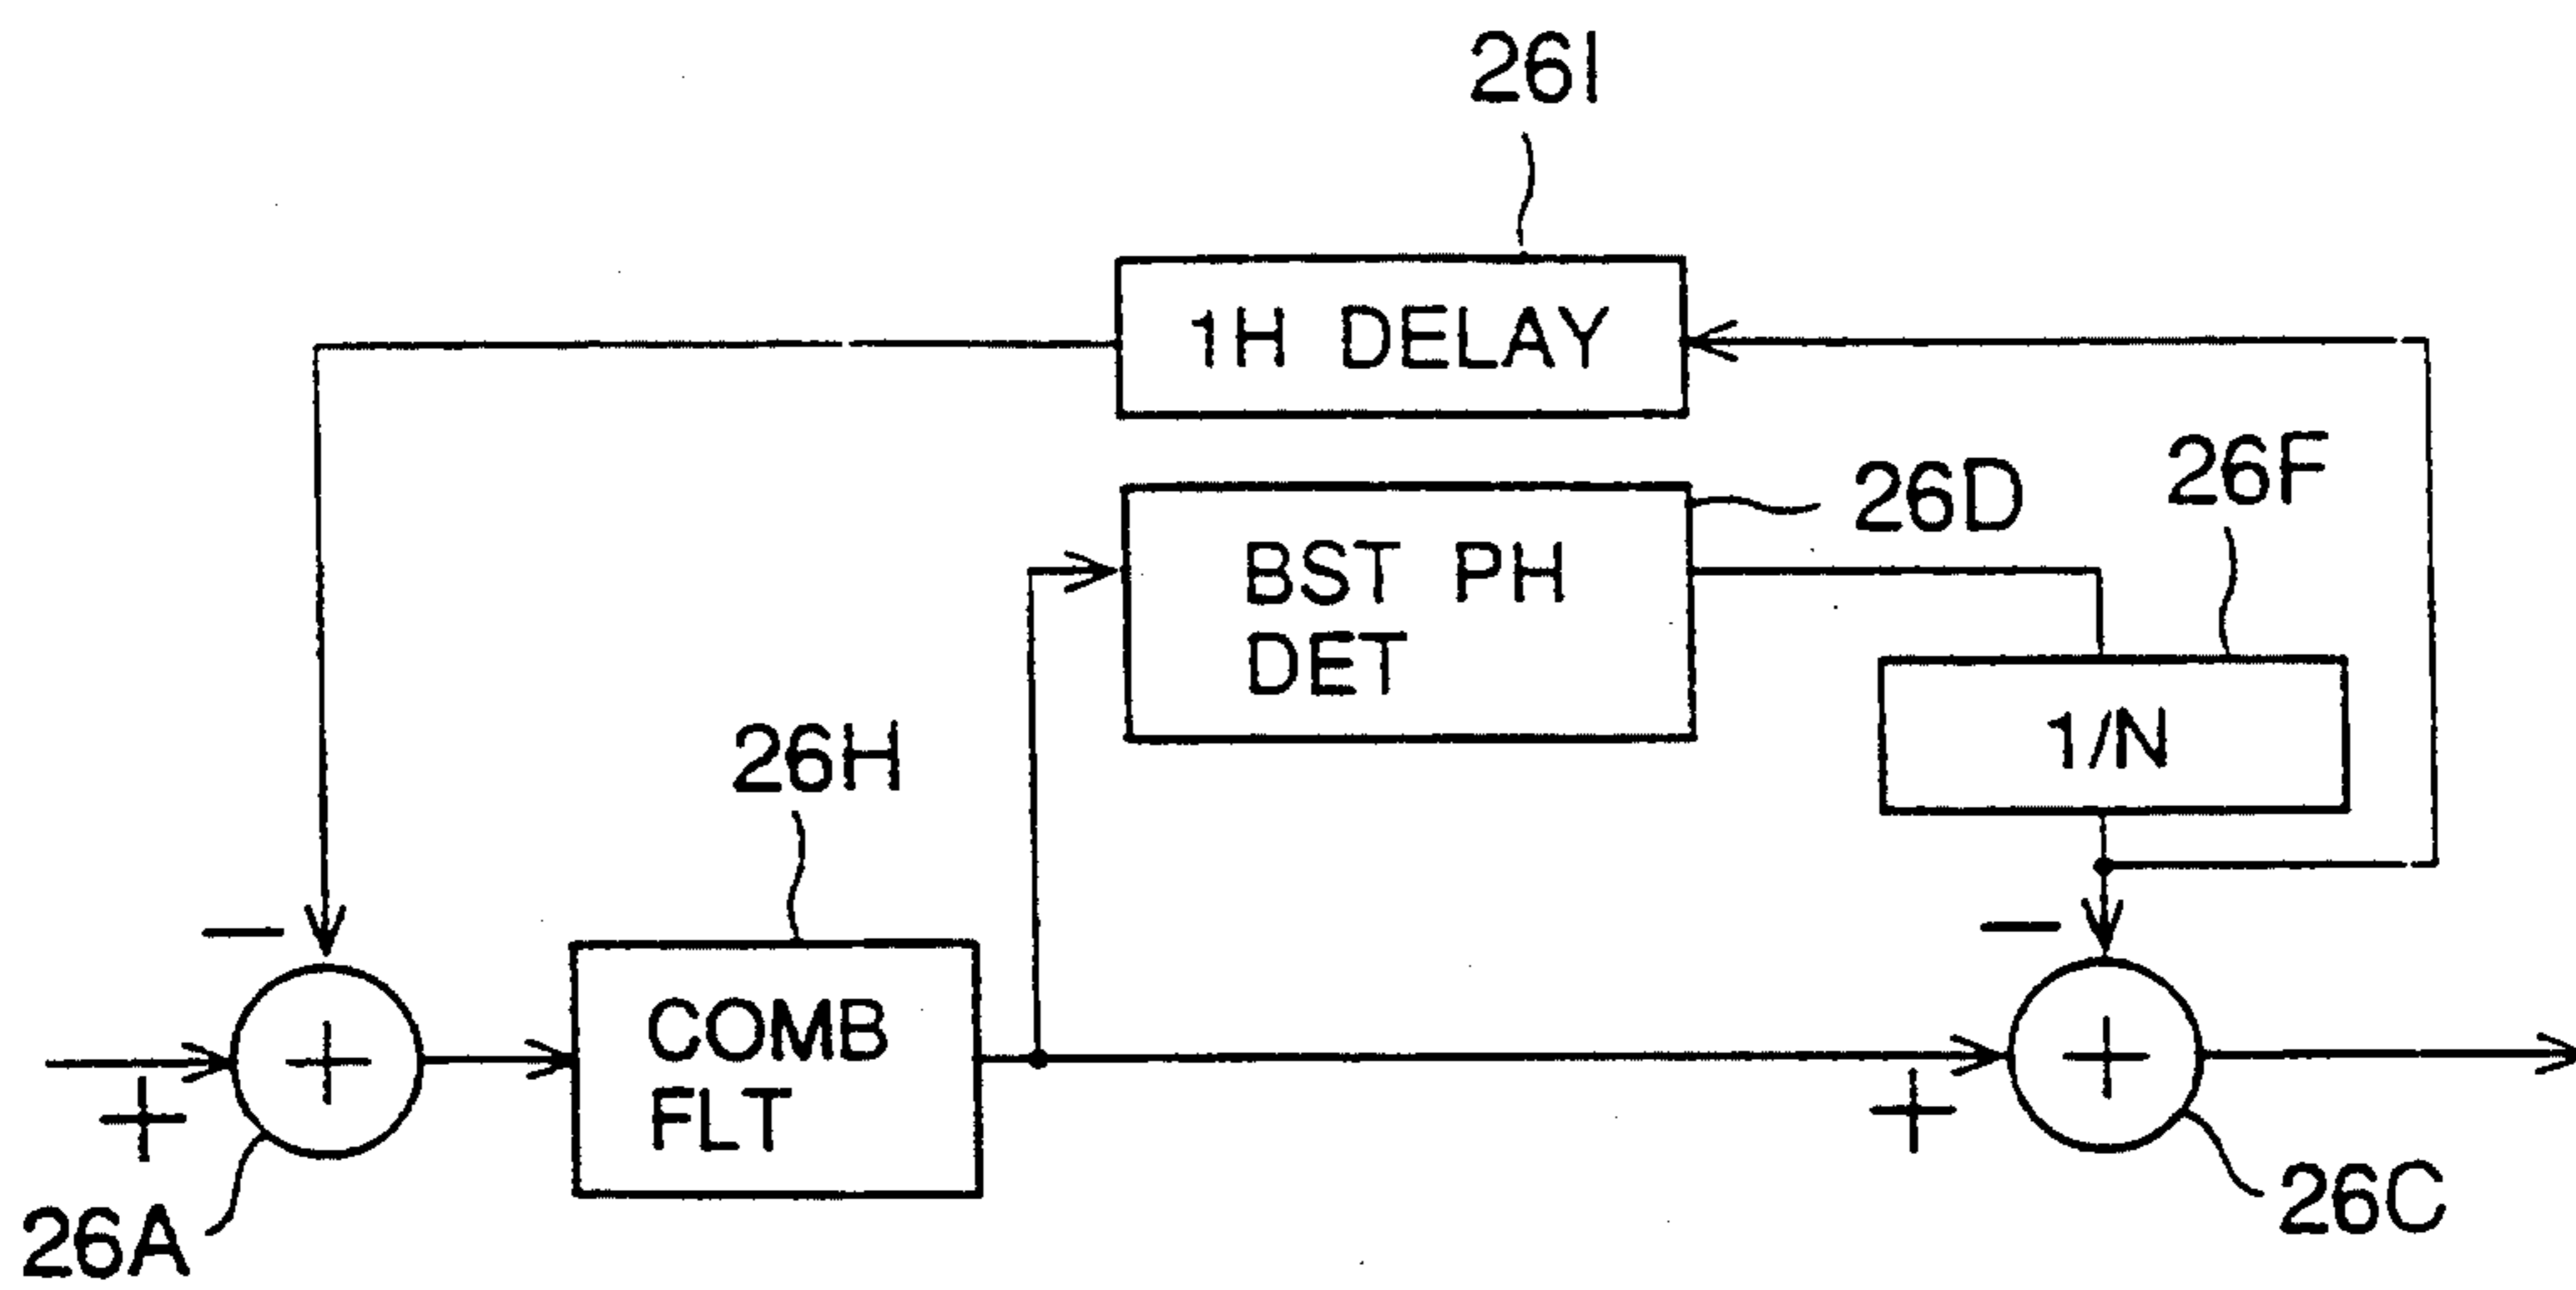 26I
1H DELAY
26D
26F
BST PH
DET
1/N
26H
−
−
+
COMB
FLT
+
+
+
26A
26C